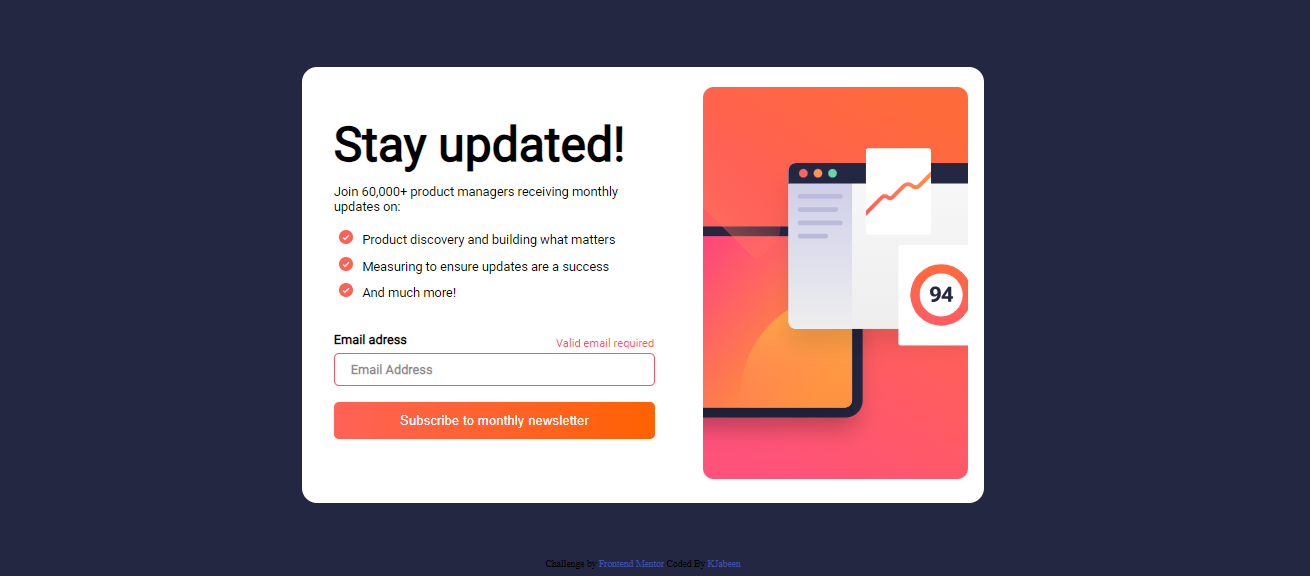 Stay updated!
Join 60,000+ product managers receiving monthly
updates on:
Product discovery and building what matters
Measuring to ensure updates are a success
And much more!
Email adress
Valid email required
Email Address
Subscribe to monthly newsletter
94
Challenge by Frontend Mentor Coded By KJabeen